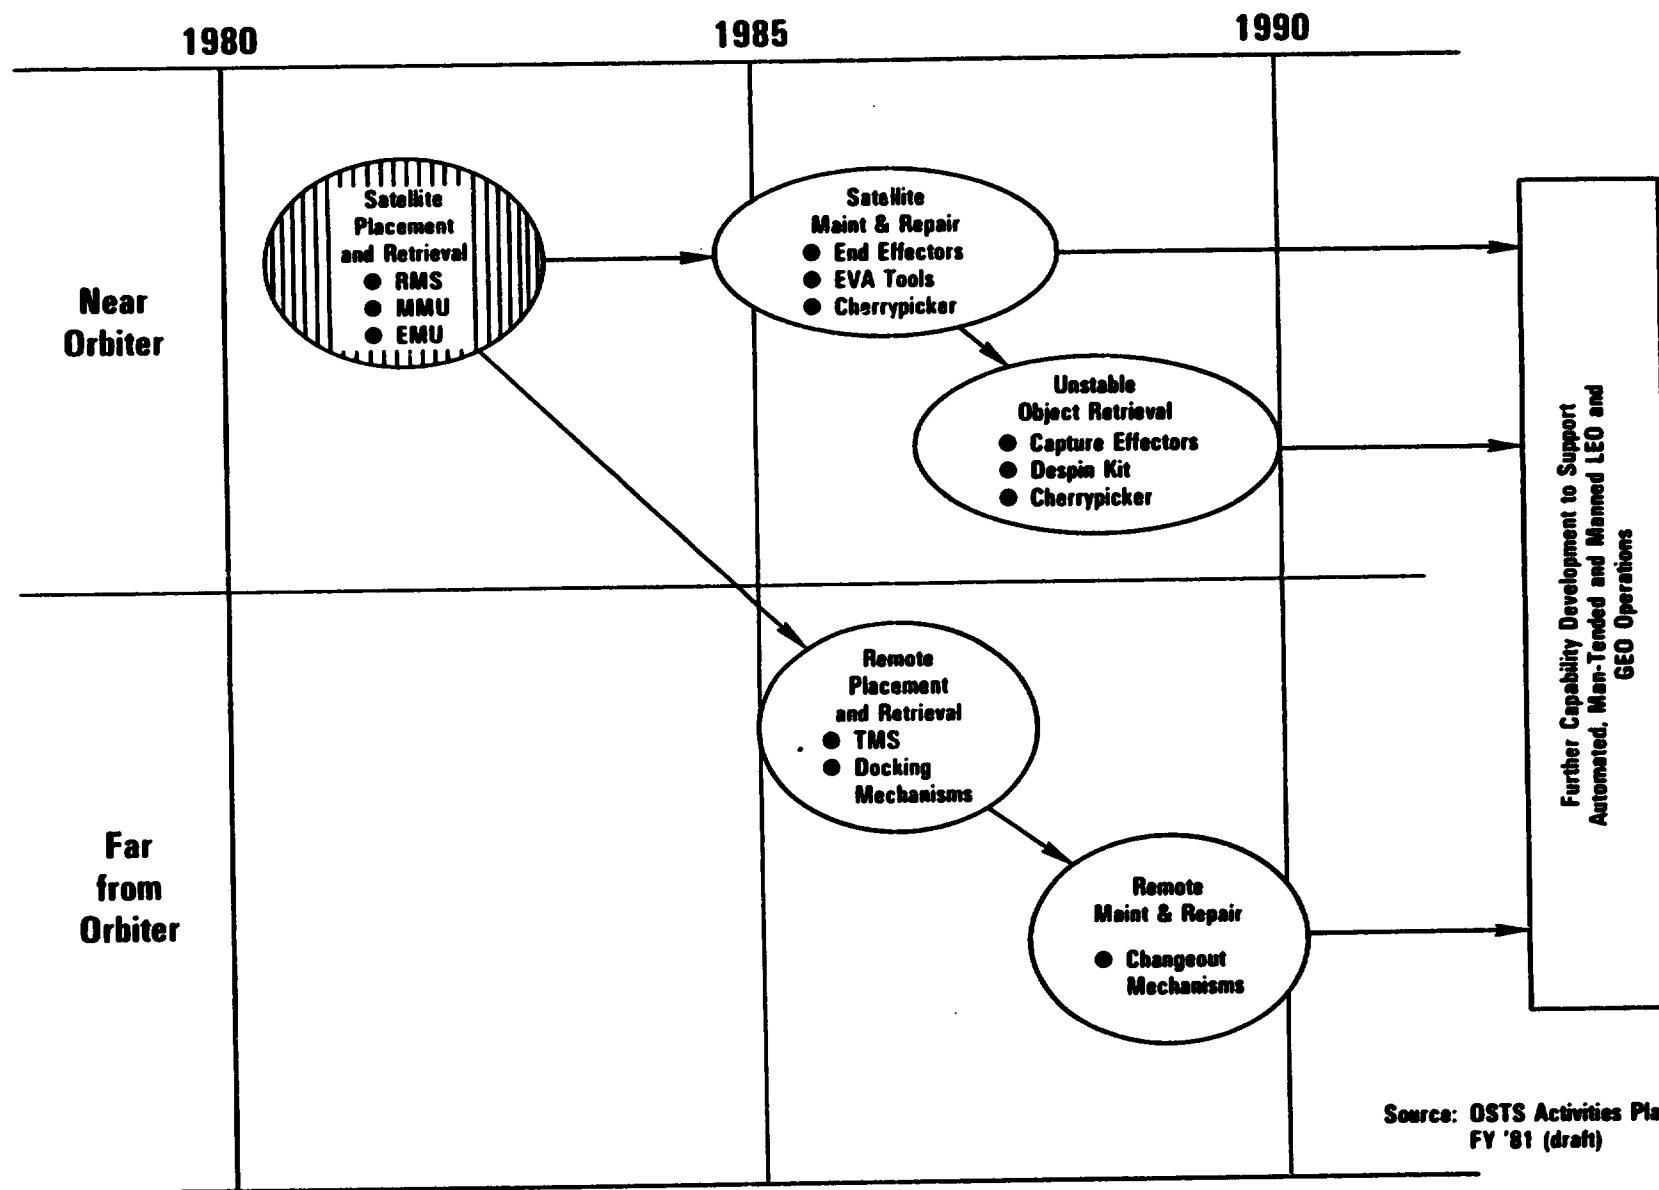 1980
1985
1990
Near
Orbiter
Satellite
Placement
and Retrieval
● RMS
● MMU
● EMU
Satellite
Maint & Repair
● End Effectors
● EVA Tools
● Cherrypicker
Unstable
Object Retrieval
● Capture Effectors
● Despin Kit
● Cherrypicker
Far
from
Orbiter
Remote
Placement
and Retrieval
● TMS
● Docking
Mechanisms
Remote
Maint & Repair
● Changeout
Mechanisms
Further Capability Development to Support
Automated, Man-Tended and Manned LEO and
GEO Operations
Source: OSTS Activities Pla
FY '81 (draft)